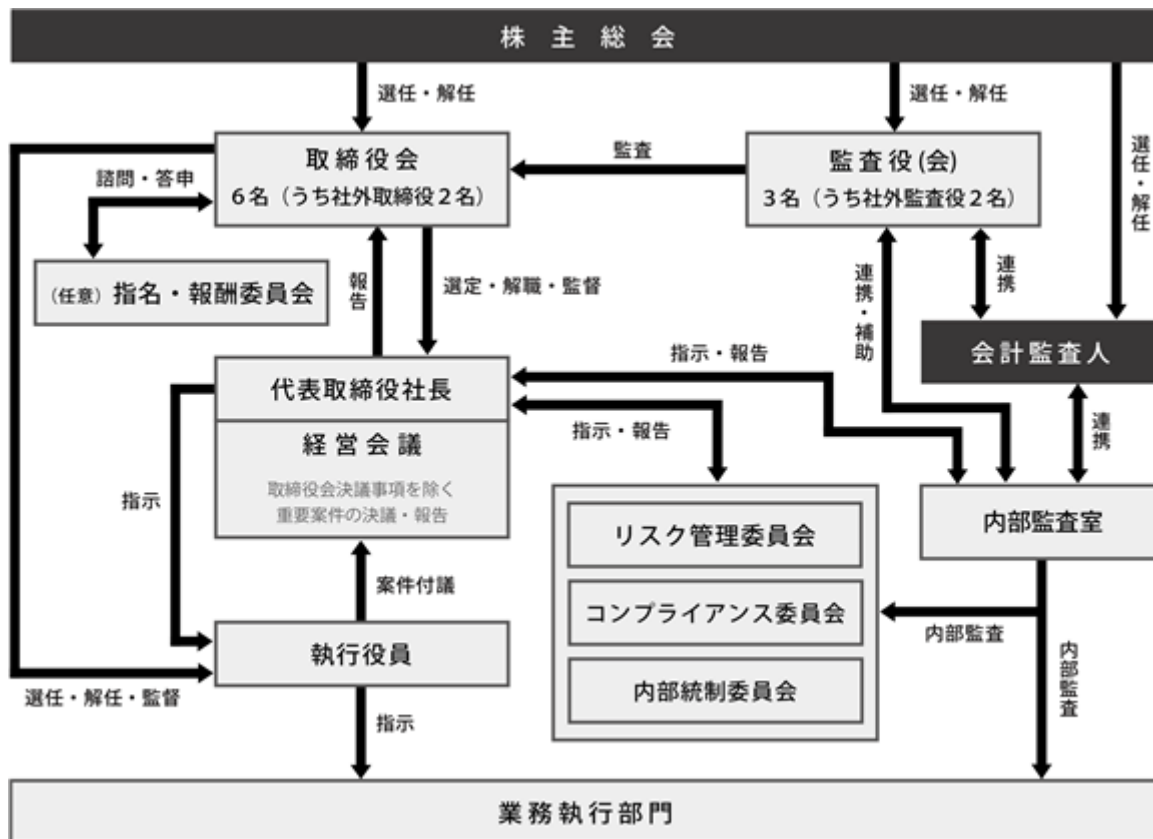 株主総会
選任・解任
選任・解任
選任・解任
取締役会
6名（うち社外取締役2名）
監査
監査役(会)
3名（うち社外監査役2名）
諮問・答申
(任意) 指名・報酬委員会
報告
選定・解職・監督
連携・補助
連携
会計監査人
指示・報告
代表取締役社長
指示・報告
連携
経営会議
取締役会決議事項を除く
重要案件の決議・報告
指示
リスク管理委員会
コンプライアンス委員会
内部統制委員会
内部監査室
案件付議
内部監査
内部監査
執行役員
選任・解任・監督
指示
業務執行部門